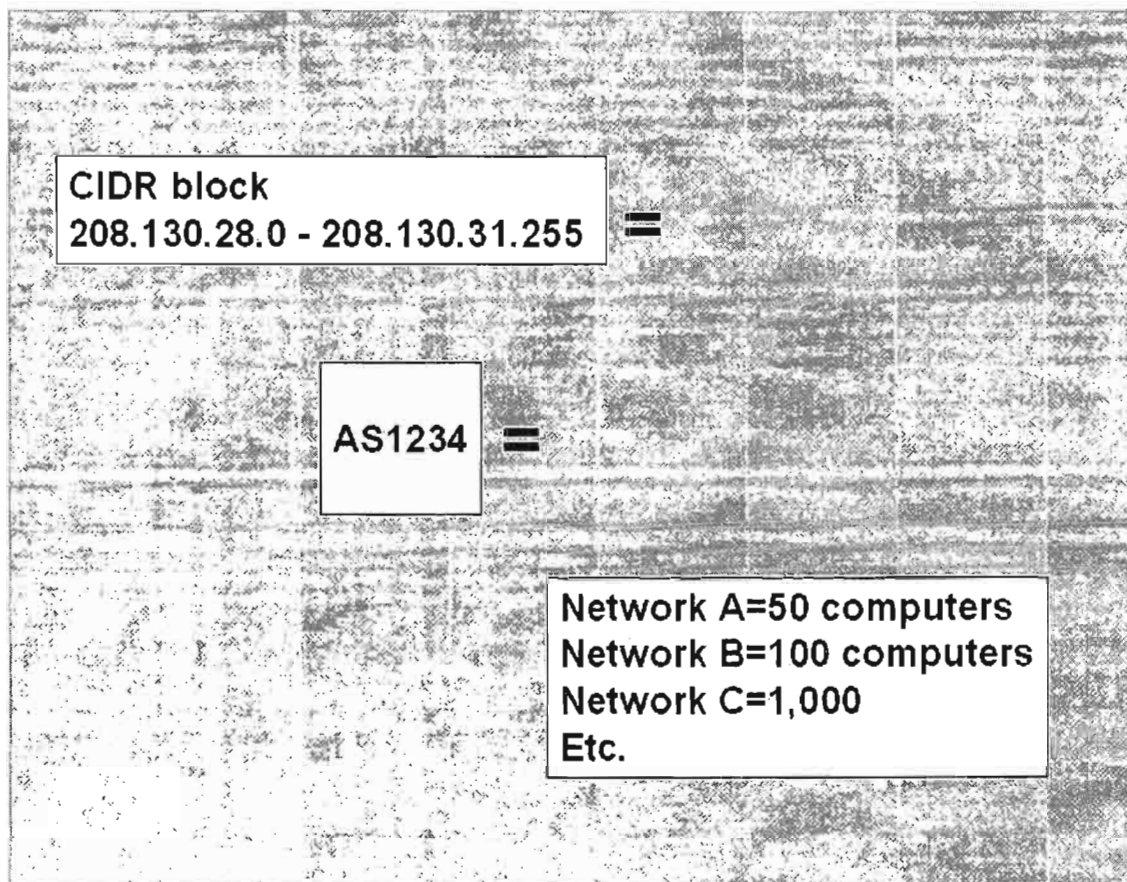 CIDR block
208.130.28.0 - 208.130.31.255 =
AS1234 =
Network A=50 computers
Network B=100 computers
Network C=1,000
Etc.